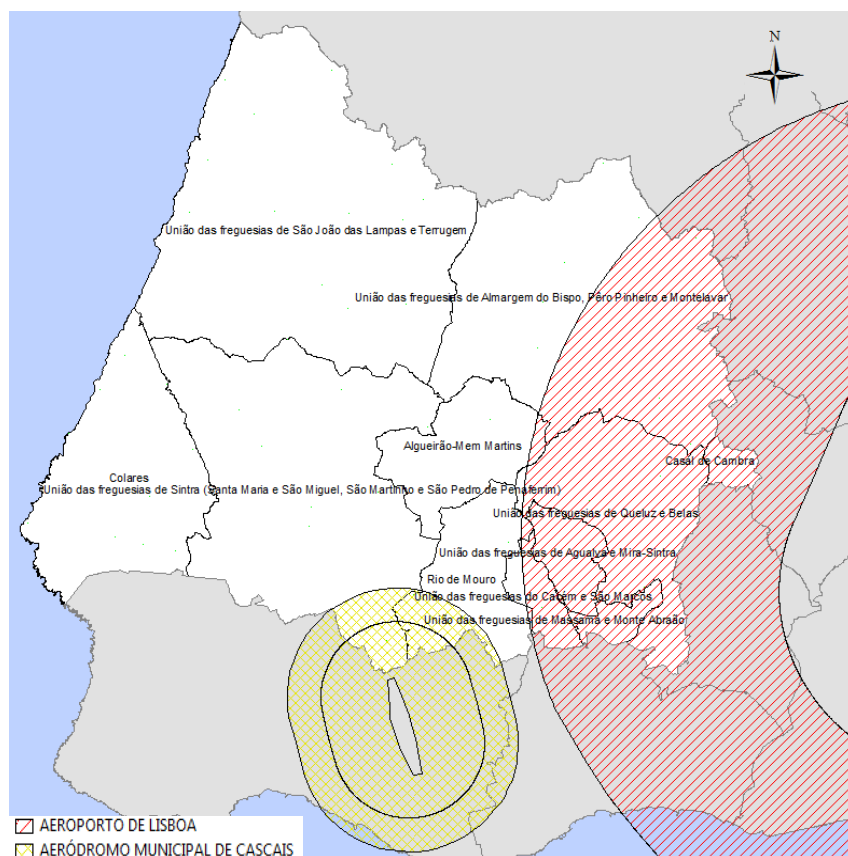 N
União das freguesias de São João das Lampas e Terrugem
União das freguesias de Almargem do Bispo, Pêro Pinheiro e Montelavar
Algueirão-Mem Martins
Casal de Cambra
Colares
União das freguesias de Sintra (Santa Maria e São Miguel, São Martinho e São Pedro de Penaferrim)
União das freguesias de Queluz e Belas
União das freguesias de Agualva e Mira-Sintra
Rio de Mouro
União das freguesias do Cacém e São Marcos
União das freguesias de Massamá e Monte Abraão
AEROPORTO DE LISBOA
AERÓDROMO MUNICIPAL DE CASCAIS